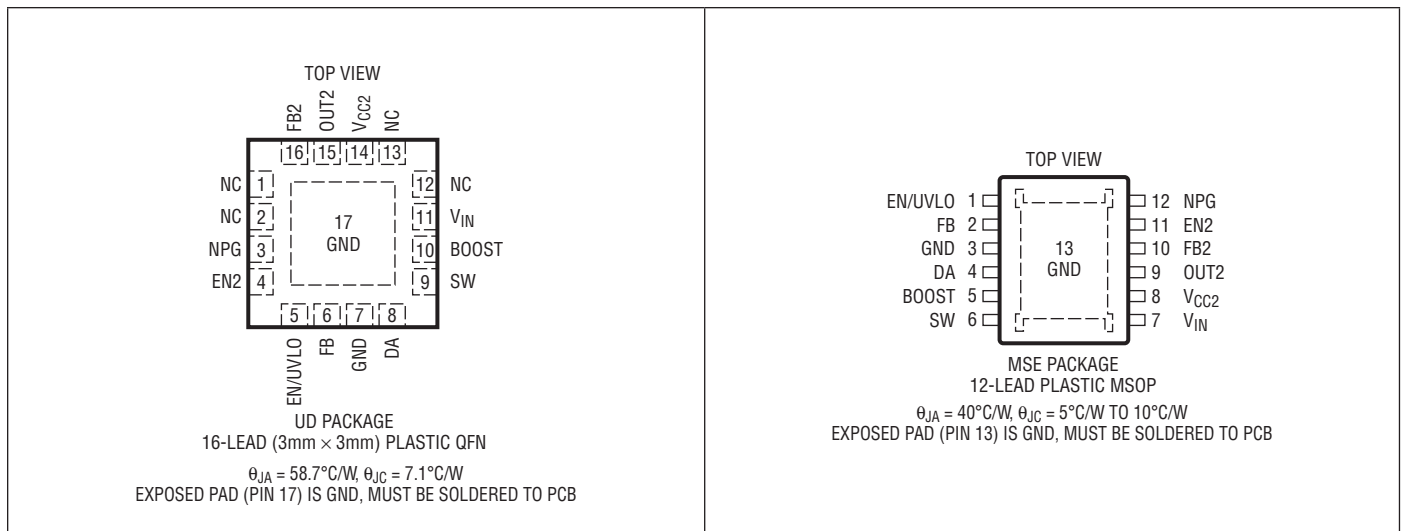 TOP VIEW
FB2
OUT2
VCC2
NC
16 15 14 13
NC 1
NC 2
NPG 3
EN2 4
17
GND
12 NC
11 VIN
10 BOOST
9 SW
5 6 7 8
EN/UVLO
FB
GND
DA
UD PACKAGE
16-LEAD (3mm × 3mm) PLASTIC QFN
θJA = 58.7°C/W, θJC = 7.1°C/W
EXPOSED PAD (PIN 17) IS GND, MUST BE SOLDERED TO PCB
TOP VIEW
EN/UVLO 1
FB 2
GND 3
DA 4
BOOST 5
SW 6
13
GND
12 NPG
11 EN2
10 FB2
9 OUT2
8 VCC2
7 VIN
MSE PACKAGE
12-LEAD PLASTIC MSOP
θJA = 40°C/W, θJC = 5°C/W TO 10°C/W
EXPOSED PAD (PIN 13) IS GND, MUST BE SOLDERED TO PCB